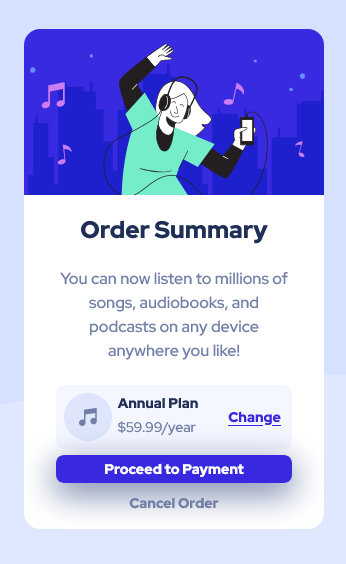 Order Summary
You can now listen to millions of
songs, audiobooks, and
podcasts on any device
anywhere you like!
Annual Plan
$59.99/year
Change
Proceed to Payment
Cancel Order